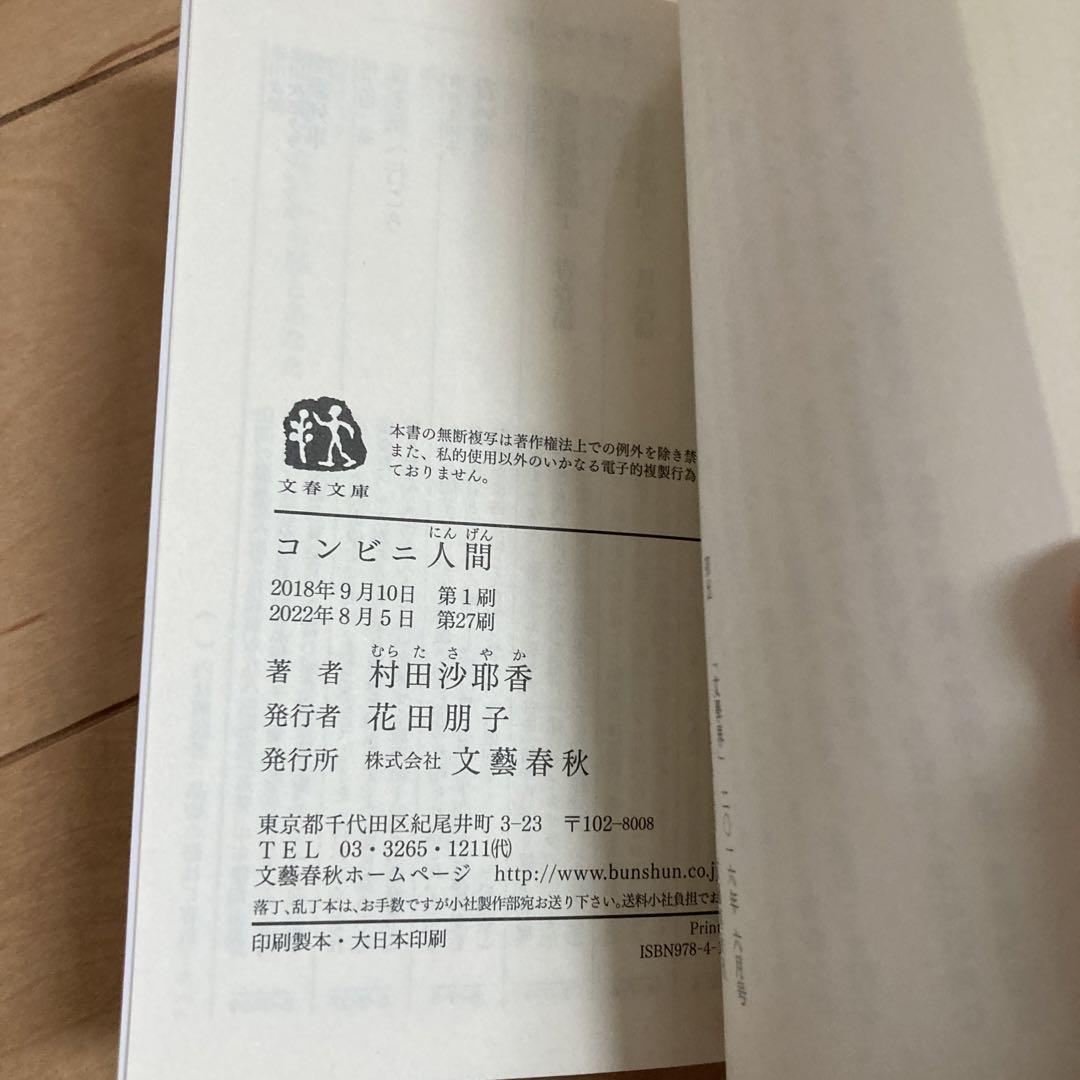 本書の無断複写は著作権法上での例外を除き禁
また、私的使用以外のいかなる電子的複製行為
ておりません。
文春文庫
にん げん
コンビニ人間
2018年9月10日 第1刷
2022年8月5日 第27刷
むら た さ や か
著 者 村田沙耶香
発行者 花田朋子
発行所 株式会社 文藝春秋
東京都千代田区紀尾井町 3-23 〒102-8008
TEL 03・3265・1211㈹
文藝春秋ホームページ http://www.bunshun.co.j
落丁、乱丁本は、お手数ですが小社製作部宛お送り下さい。送料小社負担でお
印刷製本・大日本印刷
Print
ISBN978-4-1
二〇一六年 六月号